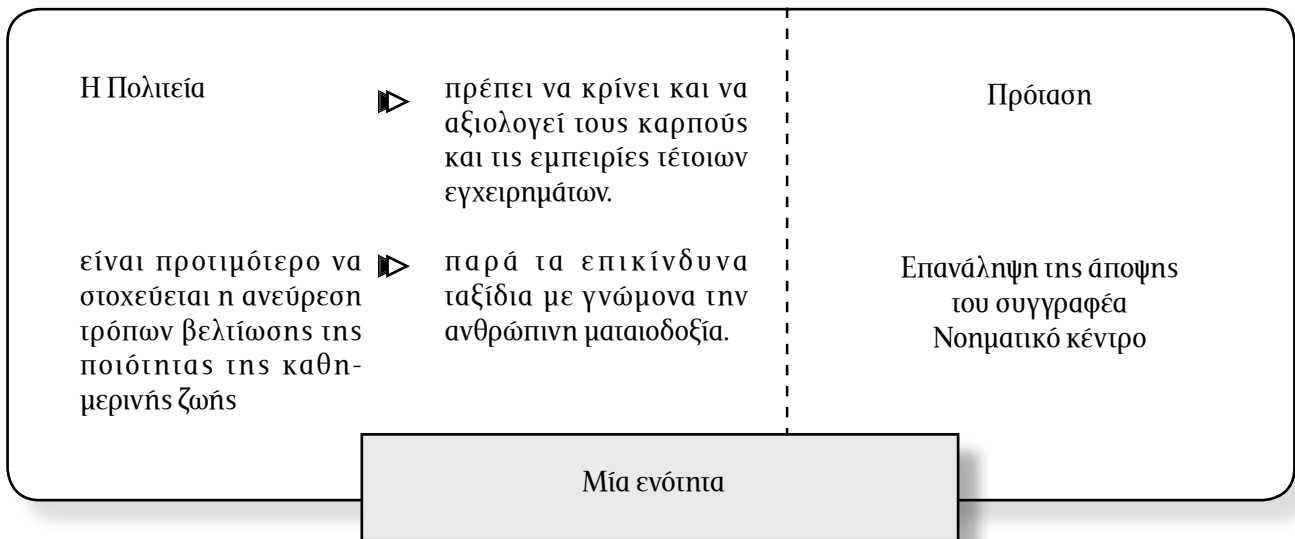 Η Πολιτεία
πρέπει να κρίνει και να
αξιολογεί τους καρπούς
και τις εμπειρίες τέτοιων
εγχειρημάτων.
Πρόταση
είναι προτιμότερο να
στοχεύεται η ανεύρεση
τρόπων βελτίωσης της
ποιότητας της καθη-
μερινής ζωής
παρά τα επικίνδυνα
ταξίδια με γνώμονα την
ανθρώπινη ματαιοδοξία.
Επανάληψη της άποψης
του συγγραφέα
Νοηματικό κέντρο
Μία ενότητα